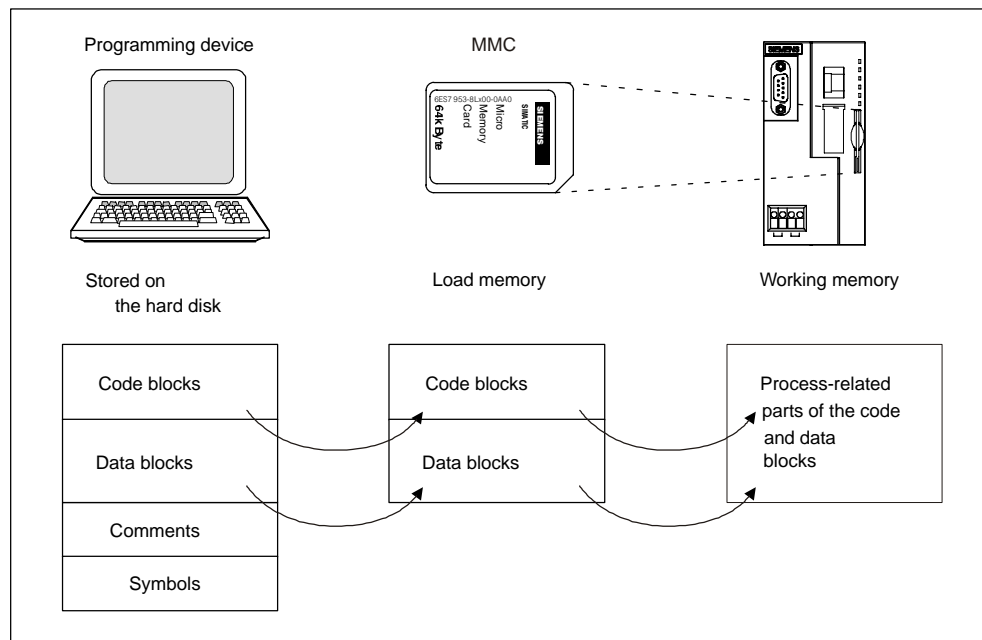 Programming device
MMC
SIEMENS
6ES7 953-8Lx00-0AA0
64k Byte
Micro
Memory
Card
SIMATIC
SIEMENS
Stored on
the hard disk
Load memory
Working memory
Code blocks
Data blocks
Comments
Symbols
Code blocks
Data blocks
Process-related
parts of the code
and data
blocks